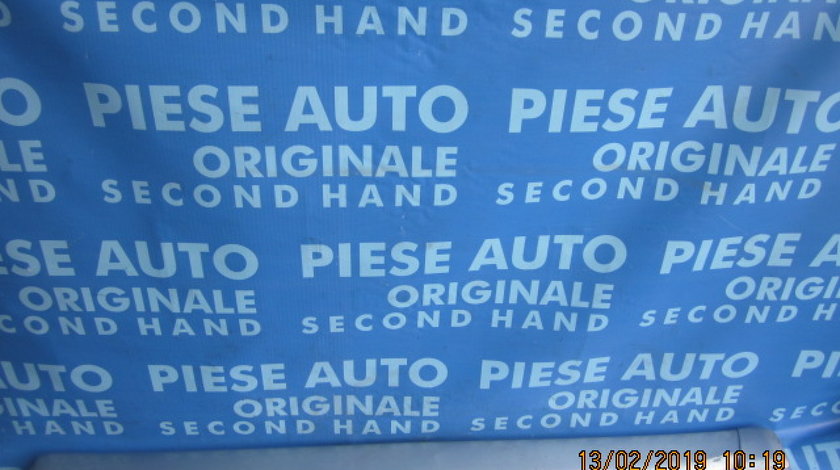 SECOND HAND SECOND HAN
PIESE AUTO PIESE AUTO
ORIGINALE ORIGINALE
SECOND HAND SECOND HAND
PIESE AUTO PIESE
ORIGINALE
SECOND HAND SECOND HAND SECOND
AUTO PIESE AUTO PIESE AUTO
ORIGINALE ORIGINALE
HAND SECOND HAND SECOND HAND
13/02/2019 10:19